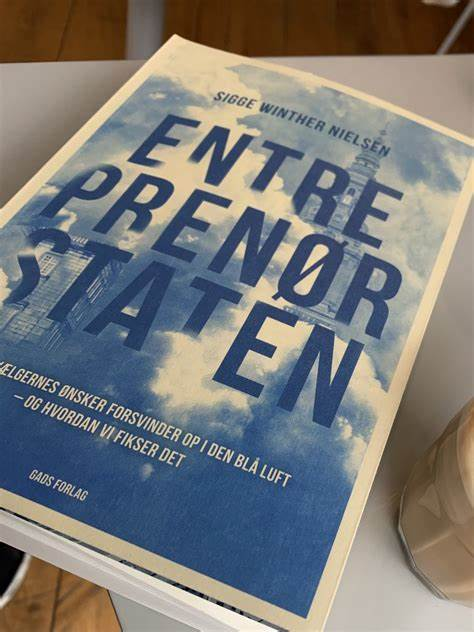 SIGGE WINTHER NIELSEN
ENTRE
PRENØR
STATEN
ÆLGERNES ØNSKER FORSVINDER OP I DEN BLÅ LUFT
– OG HVORDAN VI FIKSER DET
GADS FORLAG